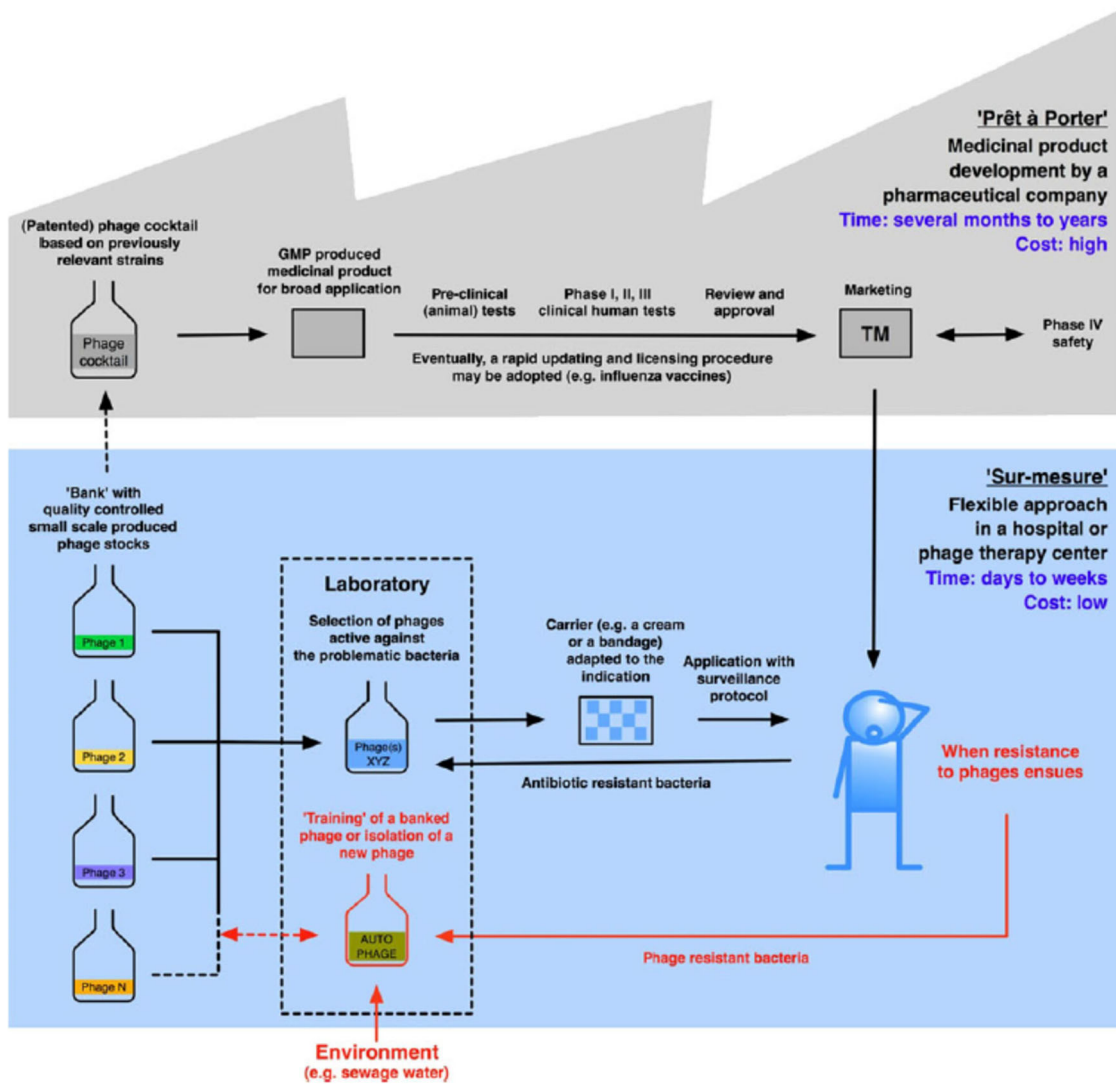 'Prêt à Porter'
Medicinal product
development by a
pharmaceutical company
Time: several months to years
Cost: high
(Patented) phage cocktail
based on previously
relevant strains
Phage
cocktail
GMP produced
medicinal product
for broad application
Pre-clinical
(animal) tests
Phase I, II, III
clinical human tests
Review and
approval
Eventually, a rapid updating and licensing procedure
may be adopted (e.g. influenza vaccines)
Marketing
TM
Phase IV
safety
'Sur-mesure'
Flexible approach
in a hospital or
phage therapy center
Time: days to weeks
Cost: low
'Bank' with
quality controlled
small scale produced
phage stocks
Phage 1
Phage 2
Phage 3
Phage N
Laboratory
Selection of phages
active against
the problematic bacteria
Phage(s)
XYZ
'Training' of a banked
phage or isolation of a
new phage
AUTO
PHAGE
Carrier (e.g. a cream
or a bandage)
adapted to the
indication
Application with
surveillance
protocol
Antibiotic resistant bacteria
When resistance
to phages ensues
Phage resistant bacteria
Environment
(e.g. sewage water)